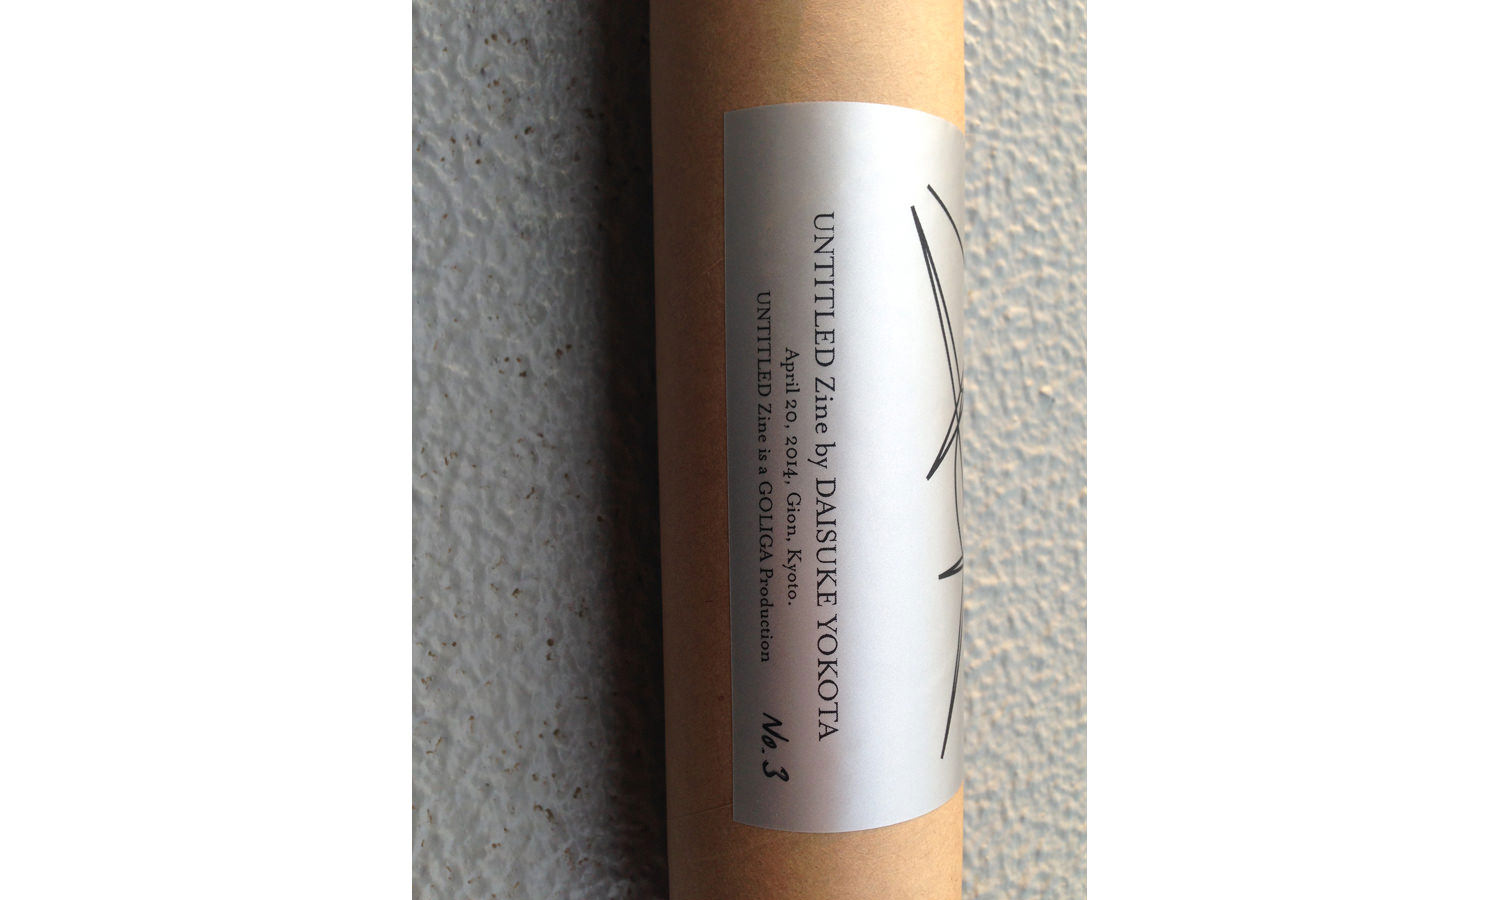 UNTITLED Zine by DAISUKE YOKOTA
April 20, 2014, Gion, Kyoto.
UNTITLED Zine is a GOLIGA Production
No. 3